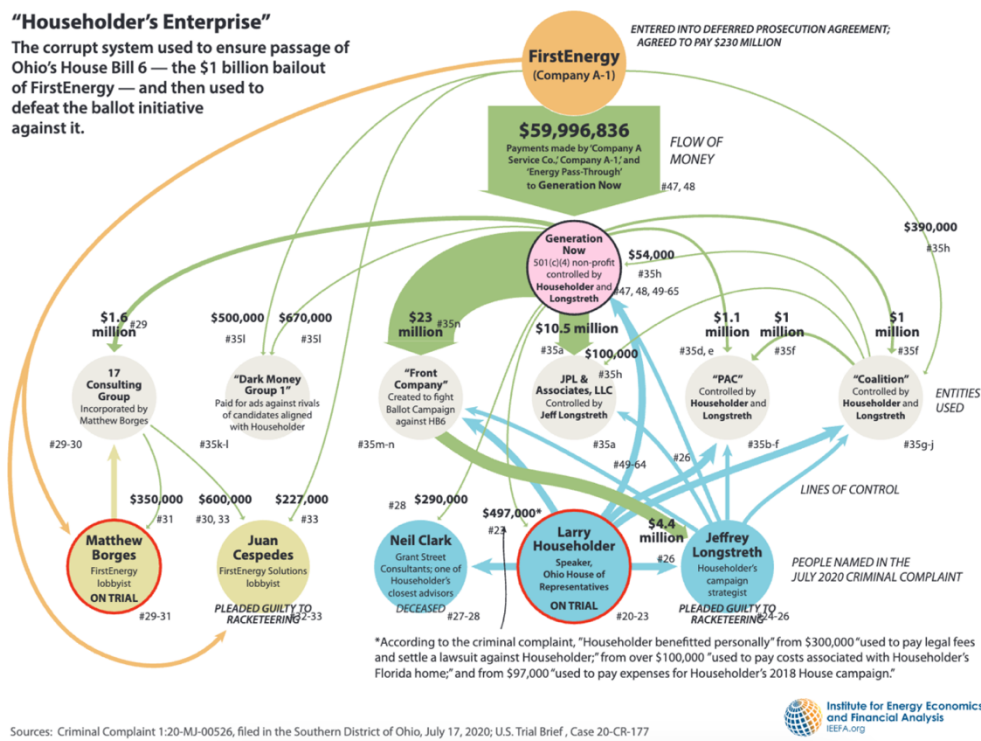 “Householder’s Enterprise”
The corrupt system used to ensure passage of
Ohio’s House Bill 6 — the $1 billion bailout
of FirstEnergy — and then used to
defeat the ballot initiative
against it.
FirstEnergy
(Company A-1)
ENTERED INTO DEFERRED PROSECUTION AGREEMENT;
AGREED TO PAY $230 MILLION
$59,996,836
Payments made by ‘Company A
Service Co.,’ Company A-1,’ and
‘Energy Pass-Through’
to Generation Now
FLOW OF
MONEY
#47, 48
Generation
Now
501(c)(4) non-profit
controlled by
Householder and
Longstreth
#47, 48, 49-65
$54,000
#35h
$390,000
#35h
$1.6
million
#29
$500,000
#35l
$670,000
#35l
$23
million
#35n
$10.5 million
#35a
$100,000
#35h
$1.1
million
#35d, e
$1
million
#35f
$1
million
#35f
17
Consulting
Group
Incorporated by
Matthew Borges
#29-30
“Dark Money
Group 1”
Paid for ads against rivals
of candidates aligned
with Householder
#35k-l
“Front
Company”
Created to fight
Ballot Campaign
against HB6
#35m-n
JPL &
Associates, LLC
Controlled by
Jeff Longstreth
#35a
“PAC”
Controlled by
Householder and
Longstreth
#35b-f
“Coalition”
Controlled by
Householder and
Longstreth
#35g-j
ENTITIES
USED
#49-64
#26
LINES OF CONTROL
$350,000
#31
$600,000
#30, 33
$227,000
#33
#28
$290,000
$497,000*
#23
$4.4
million
#26
Matthew
Borges
FirstEnergy
lobbyist
ON TRIAL
#29-31
Juan
Cespedes
FirstEnergy Solutions
lobbyist
PLEADED GUILTY TO
RACKETEERING
#32-33
Neil Clark
Grant Street
Consultants; one of
Householder’s
closest advisors
DECEASED
#27-28
Larry
Householder
Speaker,
Ohio House of
Representatives
ON TRIAL
#20-23
Jeffrey
Longstreth
Householder’s
campaign
strategist
PLEADED GUILTY TO
RACKETEERING
#24-26
PEOPLE NAMED IN THE
JULY 2020 CRIMINAL COMPLAINT
*According to the criminal complaint, “Householder benefitted personally” from $300,000 “used to pay legal fees
and settle a lawsuit against Householder;” from over $100,000 “used to pay costs associated with Householder’s
Florida home;” and from $97,000 “used to pay expenses for Householder’s 2018 House campaign.”
Sources: Criminal Complaint 1:20-MJ-00526, filed in the Southern District of Ohio, July 17, 2020; U.S. Trial Brief , Case 20-CR-177
Institute for Energy Economics
and Financial Analysis
IEEFA.org